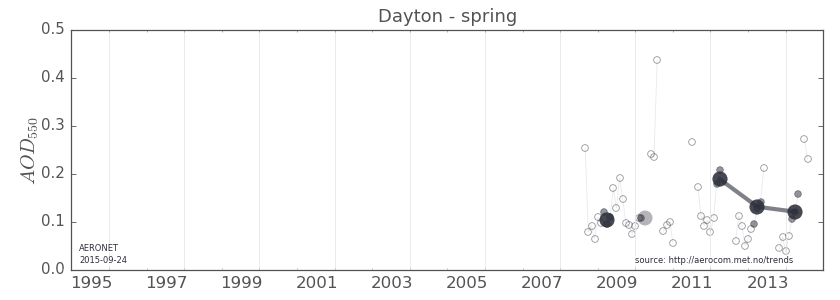 Dayton - spring
0.5
0.4
0.3
0.2
0.1
0.0
AOD550
AERONET
2015-09-24
source: http://aerocom.met.no/trends
1995 1997 1999 2001 2003 2005 2007 2009 2011 2013